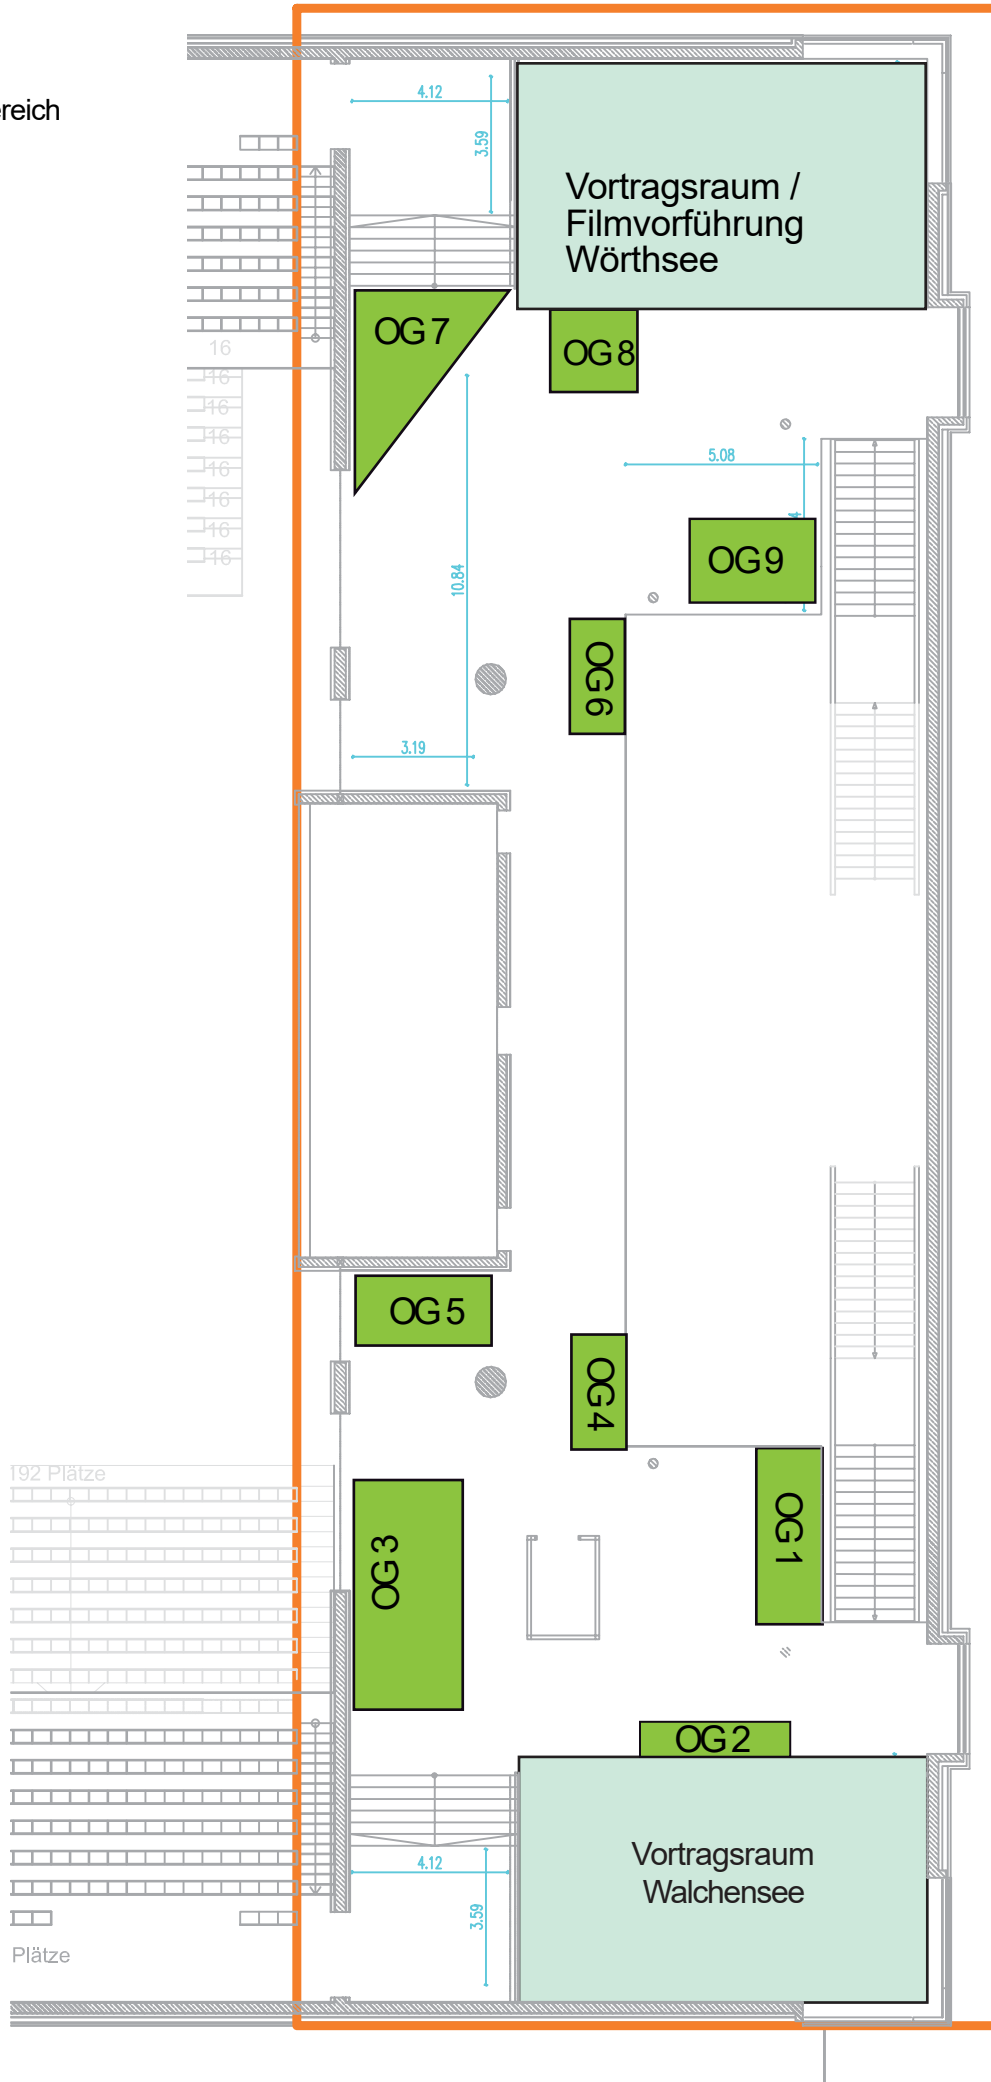 4.12
ereich
3.59
Vortragsraum /
Filmvorführung
Wörthsee
OG 7
16
OG 8
16
16
16
5.08
16
16
16
OG 9
16
10.84
OG 6
3.19
OG 5
OG 4
192 Plätze
OG 1
OG 3
OG 2
Vortragsraum
4.12
Walchensee
3.59
Plätze